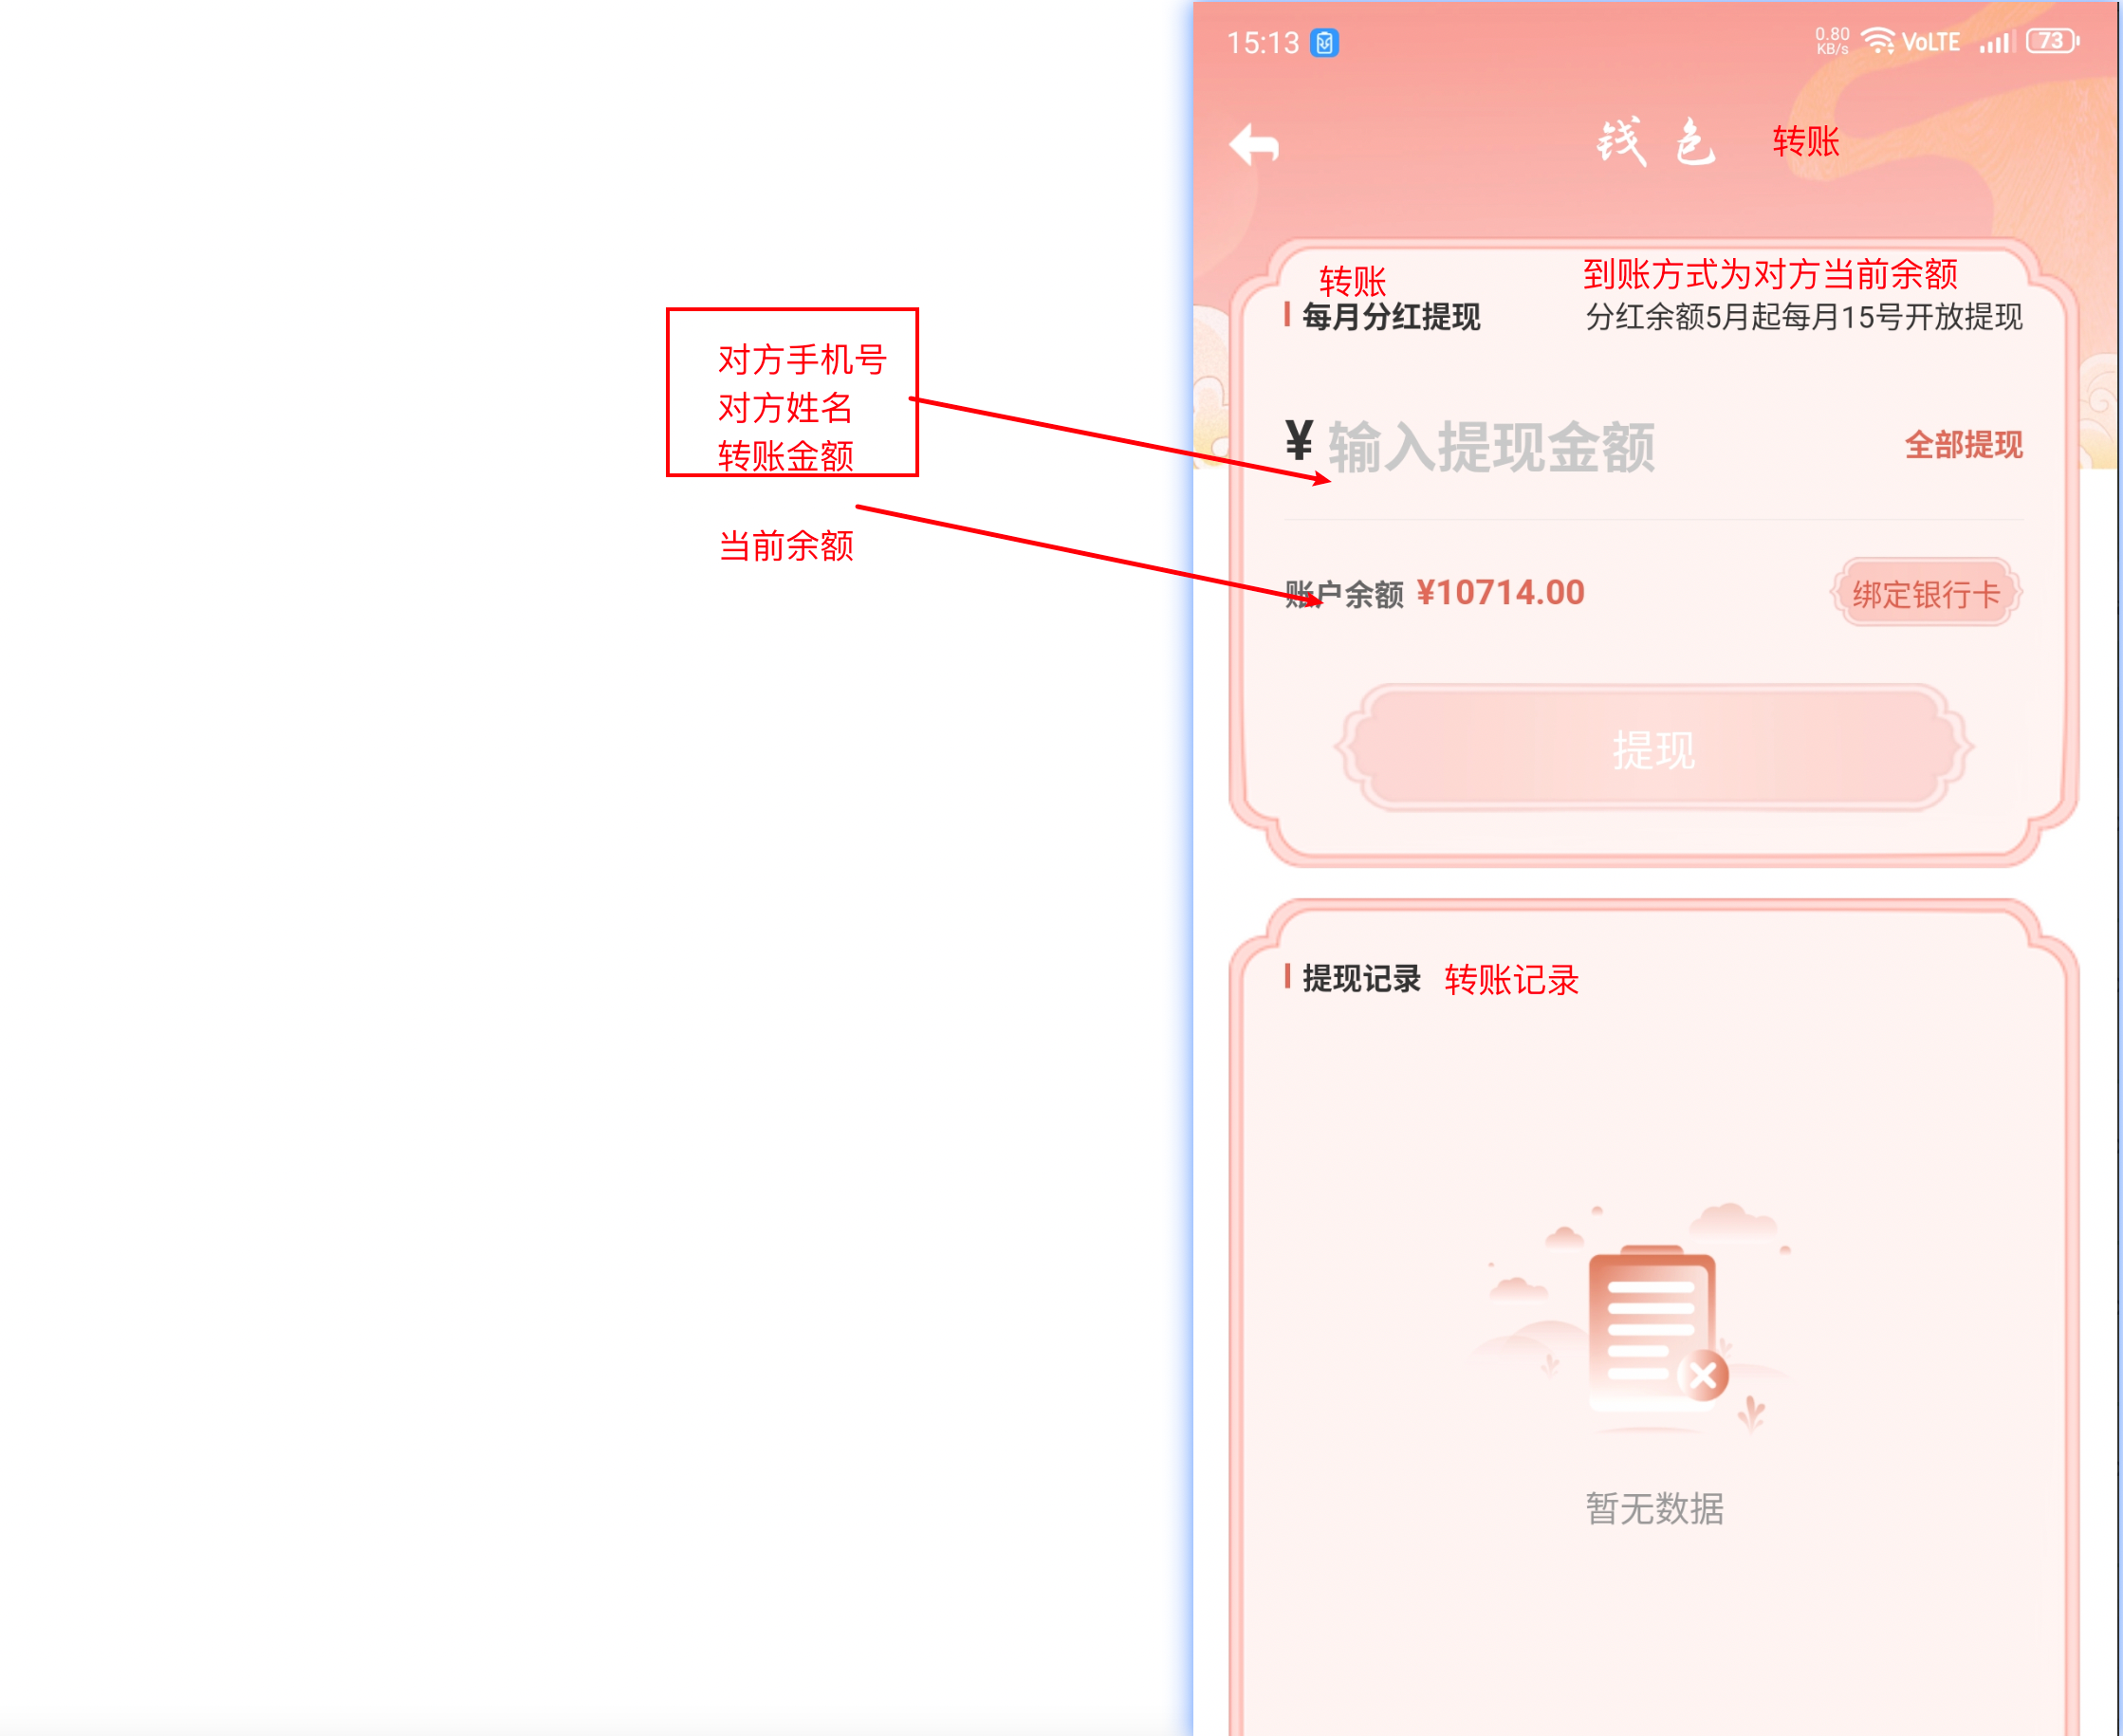 15:13
0.80
KB/s
VoLTE
73
钱包 转账
转账 到账方式为对方当前余额
每月分红提现 分红余额5月起每月15号开放提现
对方手机号
对方姓名
转账金额
¥ 输入提现金额 全部提现
当前余额
账户余额 ¥10714.00 绑定银行卡
提现
提现记录 转账记录
暂无数据